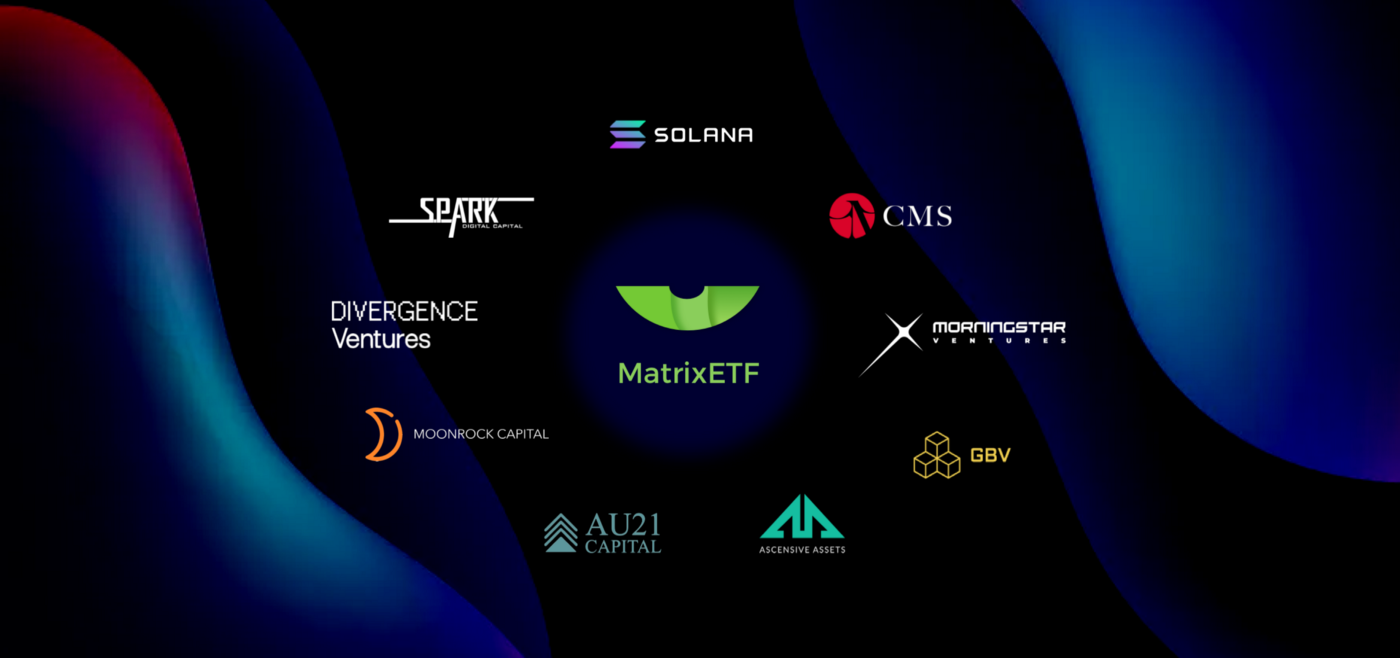 SOLANA
SPARK
DIGITAL CAPITAL
CMS
DIVERGENCE
Ventures
MatrixETF
MORNINGSTAR
VENTURES
MOONROCK CAPITAL
GBV
AU21
CAPITAL
ASCENSIVE ASSETS